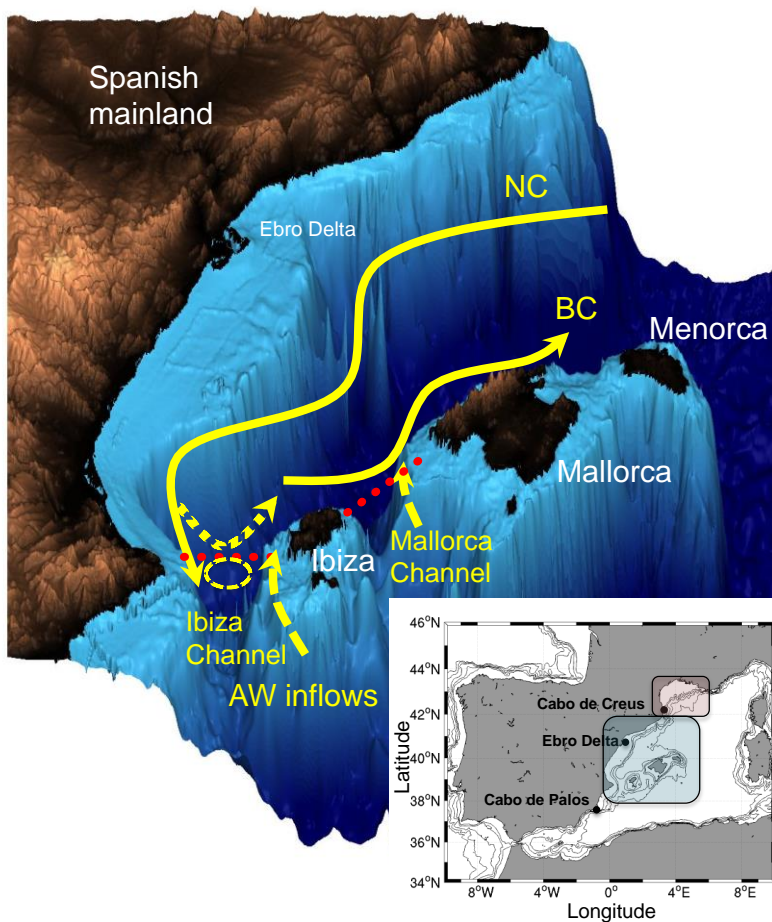 Spanish
mainland
NC
Ebro Delta
BC
Menorca
Mallorca
Ibiza
Mallorca
Channel
Ibiza
Channel
AW inflows
46°N
44°N
42°N
40°N
38°N
36°N
34°N
Latitude
Cabo de Creus
Ebro Delta
Cabo de Palos
8°W
4°W
0°
4°E
8°E
Longitude